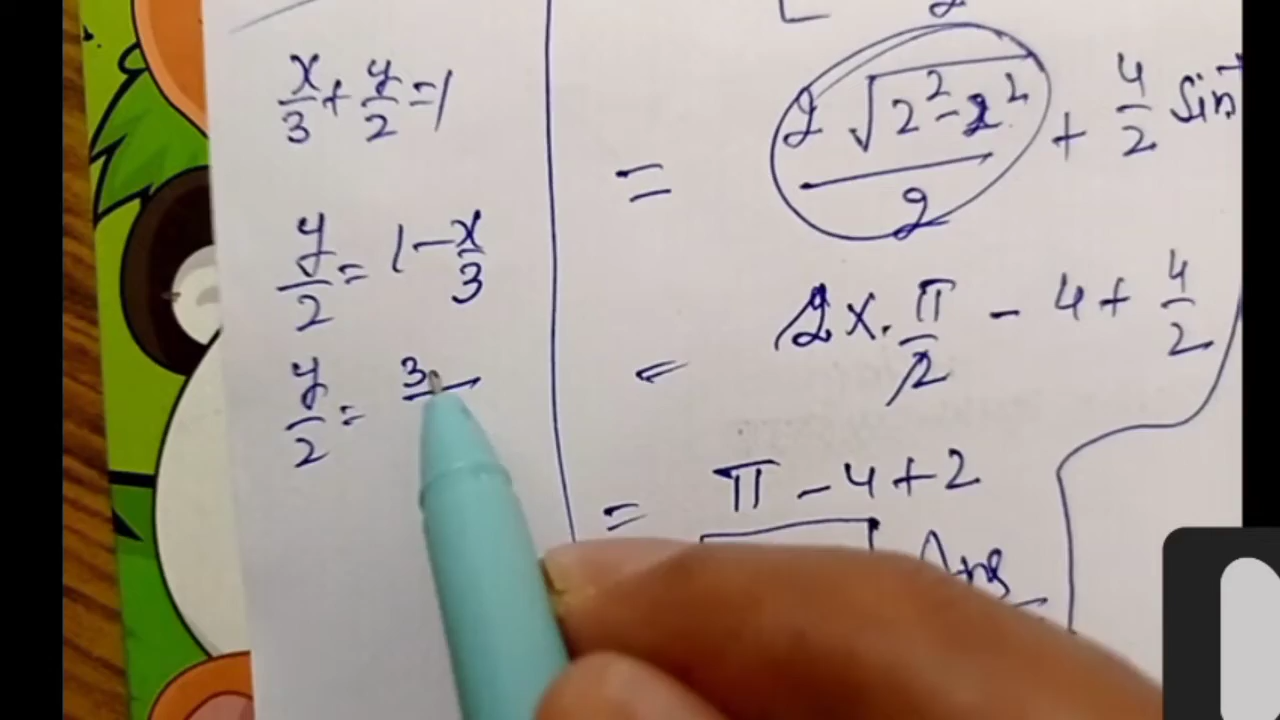 x/3 + y/2 = 1
y/2 = 1 - x/3
y/2 = 3
= 2√(2² - 2²)/2 + 4/2 Sin⁻
= 2 x . π/2 - 4 + 4/2
= π - 4 + 2
Ans